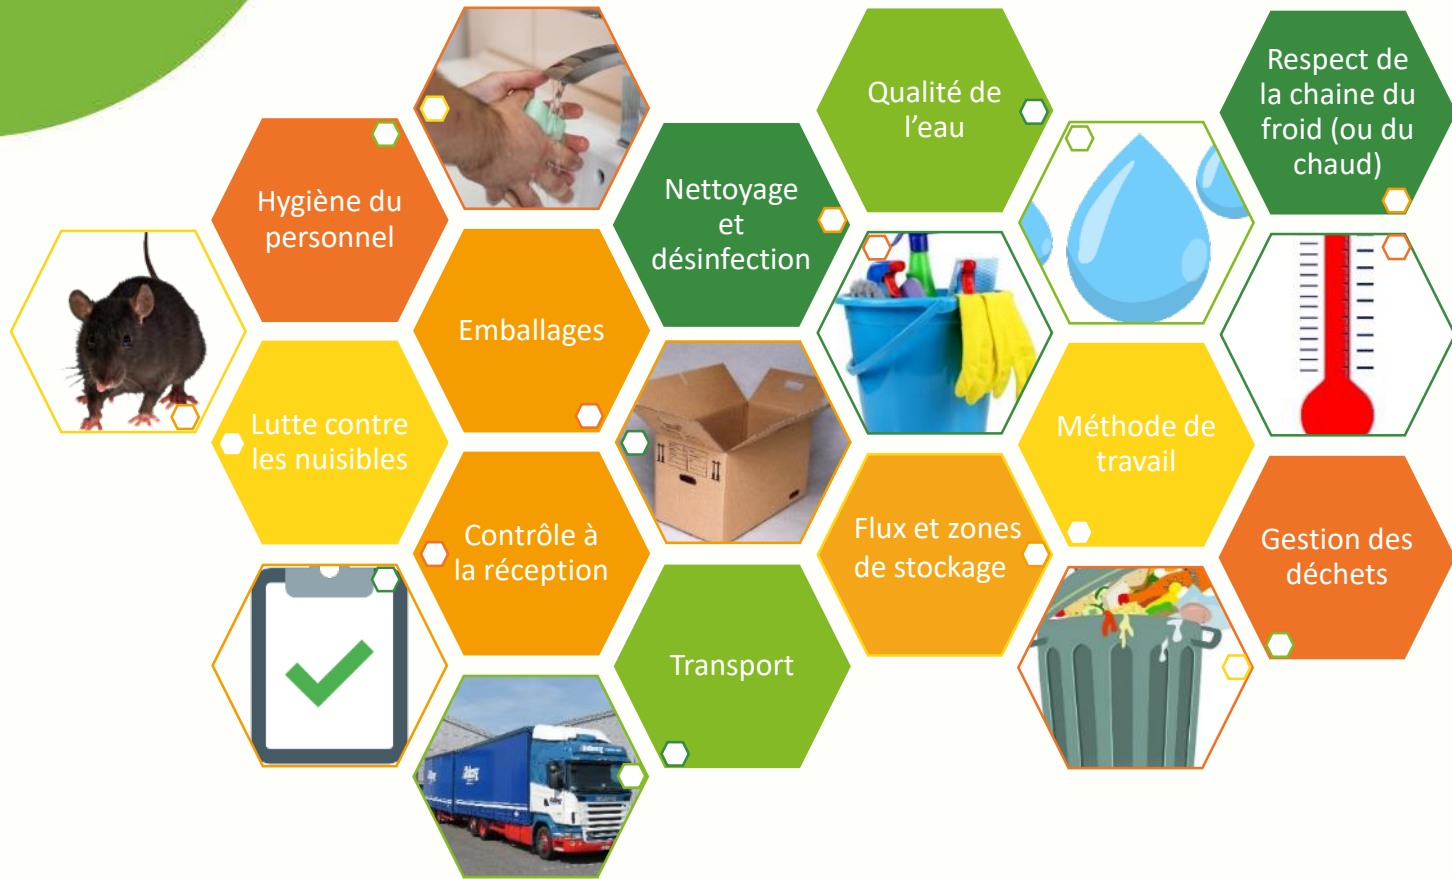 Hygiène du
personnel
Nettoyage
et
désinfection
Qualité de
l’eau
Respect de
la chaine du
froid (ou du
chaud)
Emballages
Lutte contre
les nuisibles
Méthode de
travail
Contrôle à
la réception
Flux et zones
de stockage
Gestion des
déchets
Transport